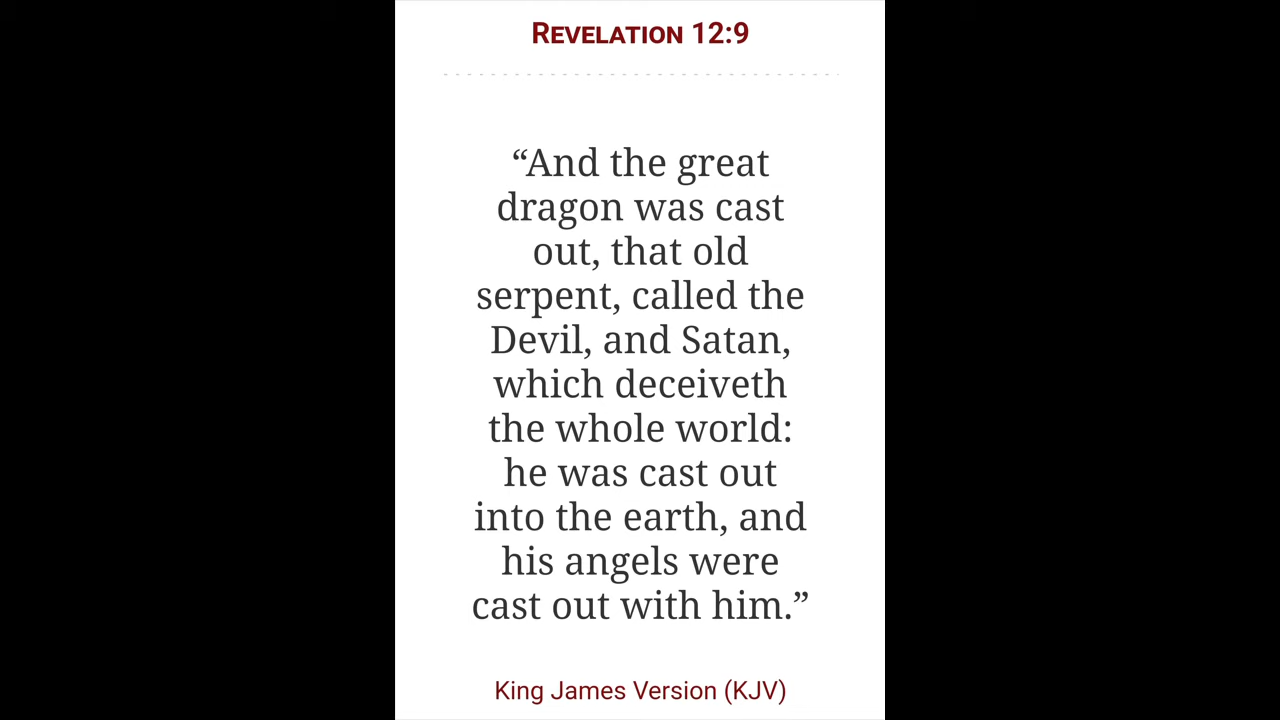 Revelation 12:9
“And the great
dragon was cast
out, that old
serpent, called the
Devil, and Satan,
which deceiveth
the whole world:
he was cast out
into the earth, and
his angels were
cast out with him.”
King James Version (KJV)